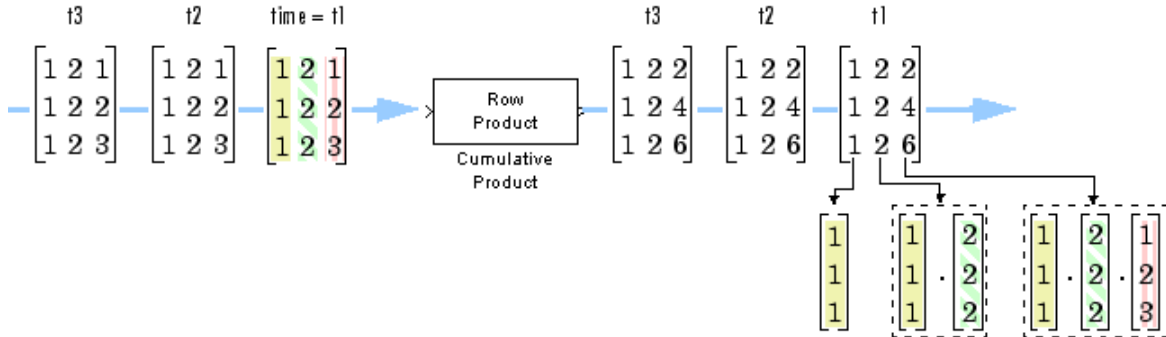 t3 t2 time = t1 t3 t2 t1
1 2 1 1 2 1 1 2 1 1 2 2 1 2 2 1 2 2
1 2 2 1 2 2 1 2 2 Row Product 1 2 4 1 2 4 1 2 4
1 2 3 1 2 3 1 2 3 1 2 6 1 2 6 1 2 6
Cumulative
Product
1 1 2 1 2 1
1 1 . 2 1 . 2 . 2
1 1 2 1 2 3